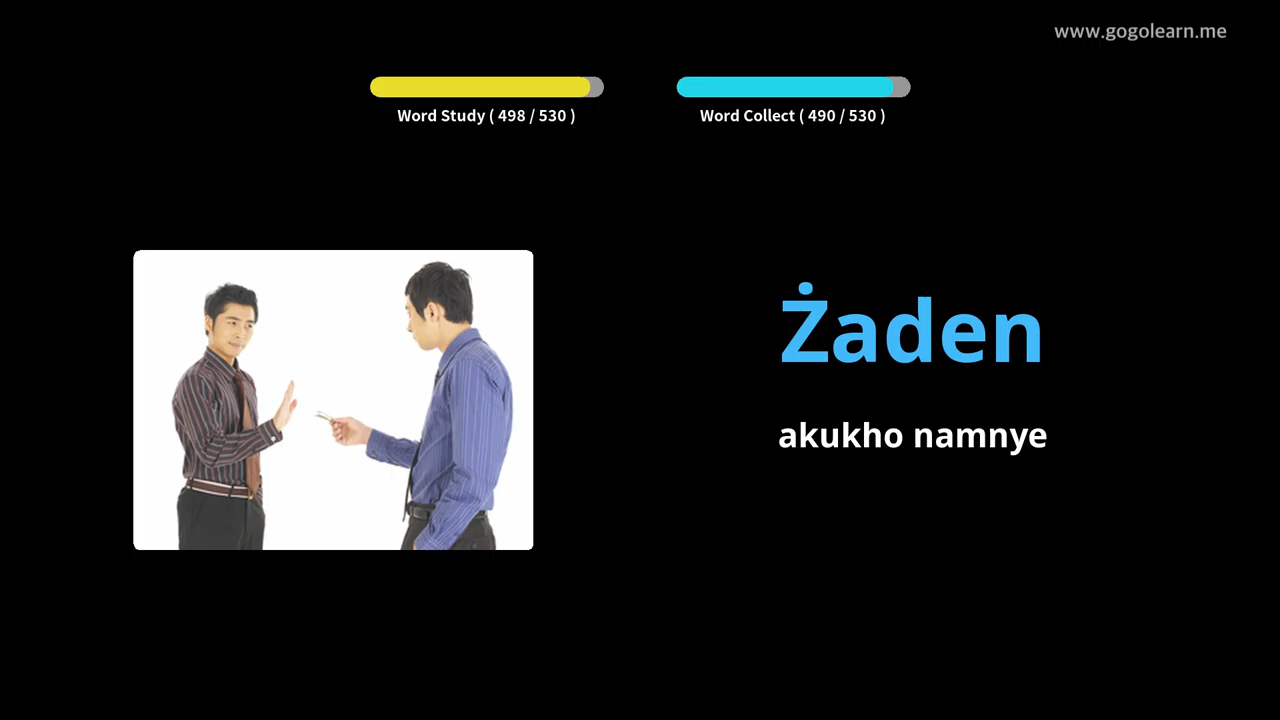 www.gogolearn.me
Word Study ( 498 / 530 )
Word Collect ( 490 / 530 )
Żaden
akukho namnye